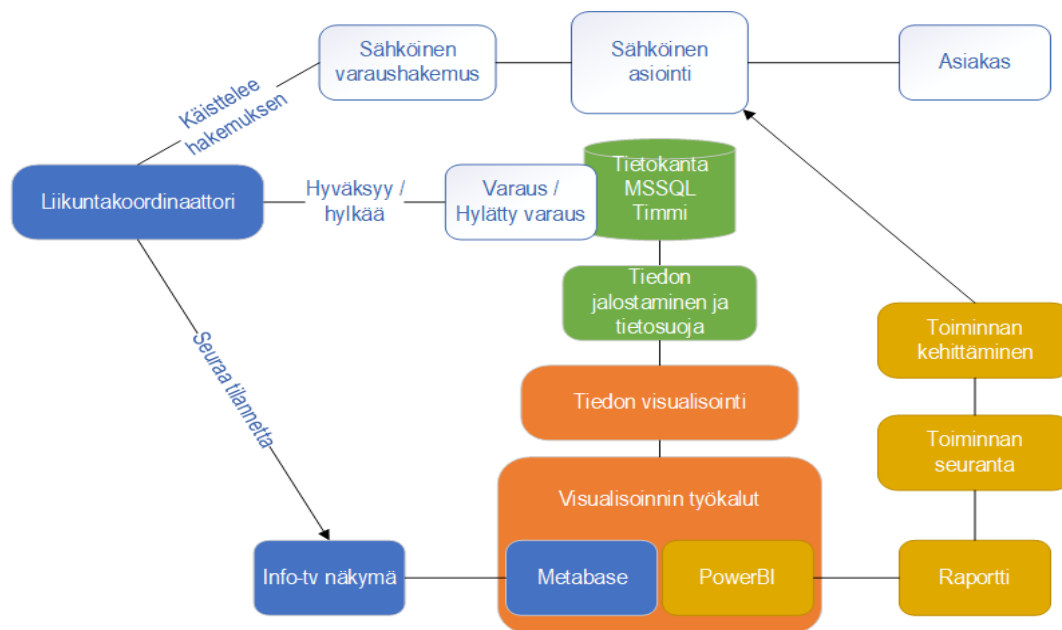 Sähköinen
varaushakemus
Sähköinen
asiointi
Asiakas
Käisttelee
hakemuksen
Liikuntakoordinaattori
Hyväksyy /
hylkää
Varaus /
Hylätty varaus
Tietokanta
MSSQL
Timmi
Tiedon
jalostaminen ja
tietosuoja
Toiminnan
kehittäminen
Seuraa tilannetta
Tiedon visualisointi
Toiminnan
seuranta
Visualisoinnin työkalut
Info-tv näkymä
Metabase
PowerBI
Raportti